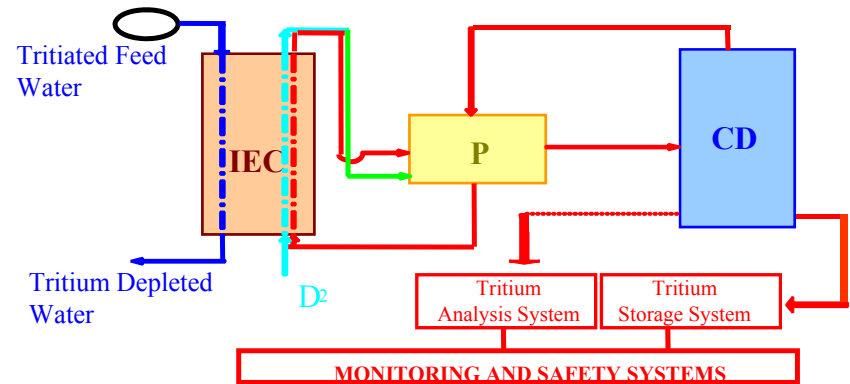 Tritiated Feed
Water
IEC
P
CD
Tritium Depleted
Water
D2
Tritium
Analysis System
Tritium
Storage System
MONITORING AND SAFETY SYSTEMS